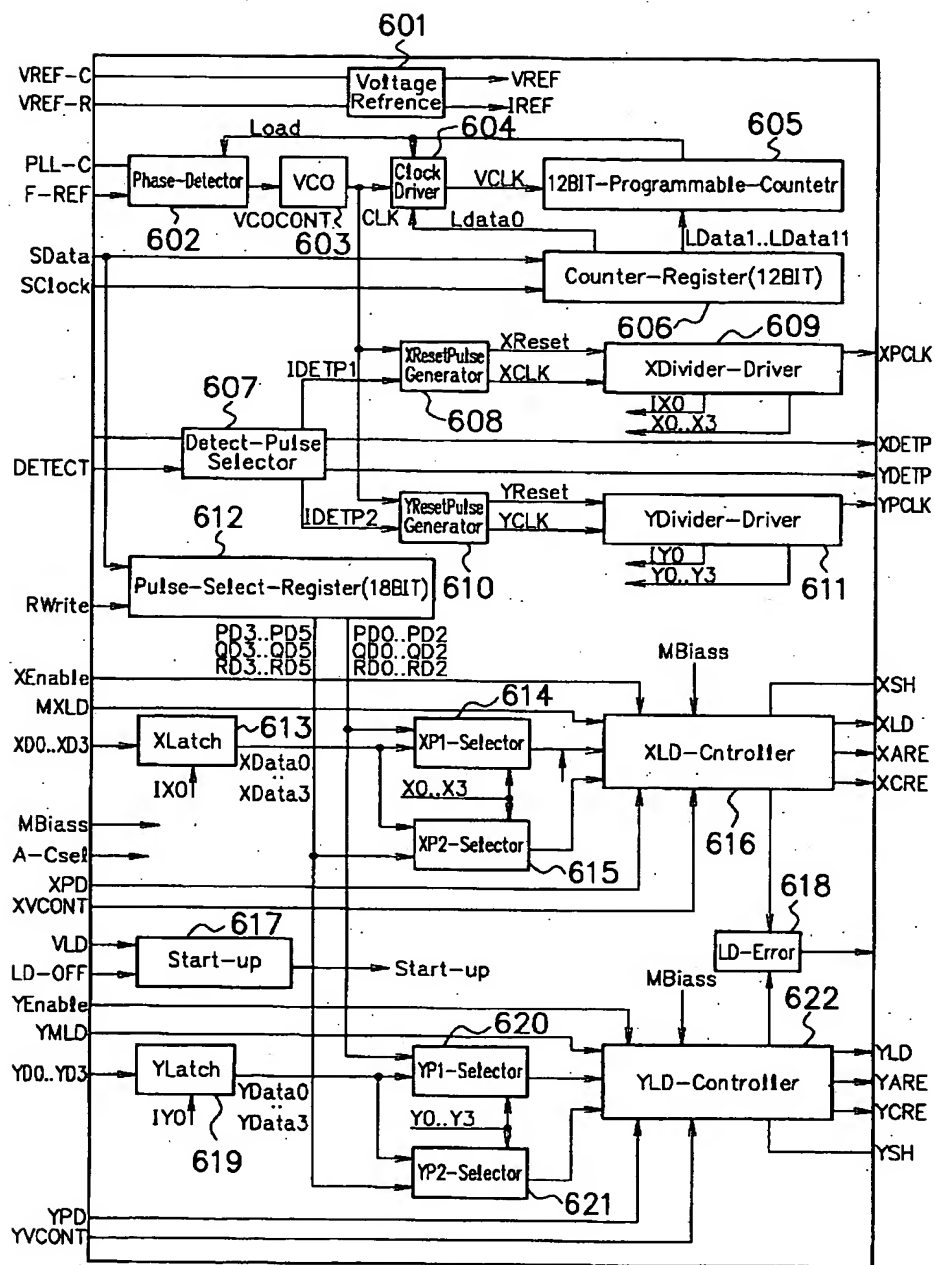 601
VREF-C
Voltage
Refrence
VREF
VREF-R
IREF
Load
604
605
PLL-C
F-REF
Phase-Detector
VCO
Clock
Driver
VCLK
12BIT-Programmable-Countetr
602
VCOCONT
603
CLK
Ldata0
LData1..LData11
SData
SClock
Counter-Register(12BIT)
606
609
XReset
XPCLK
IDETP1
XResetPulse
Generator
XCLK
XDivider-Driver
607
608
IX0
X0..X3
Detect-Pulse
Selector
XDETP
DETECT
YDETP
YReset
YPCLK
IDETP2
YResetPulse
Generator
YCLK
YDivider-Driver
612
610
IY0
Y0..Y3
611
Pulse-Select-Register(18BIT)
RWrite
PD3..PD5
PD0..PD2
QD3..QD5
QD0..QD2
RD3..RD5
RD0..RD2
MBiass
XEnable
XSH
MXLD
614
613
XLD
XD0..XD3
XLatch
XP1-Selector
XLD-Cntroller
XARE
XData0
..
XData3
IX0
X0..X3
XCRE
MBiass
A-Csel
XP2-Selector
615
616
XPD
XVCONT
617
618
VLD
LD-OFF
Start-up
Start-up
LD-Error
YEnable
MBiass
622
YMLD
620
YD0..YD3
YLatch
YP1-Selector
YLD-Controller
YLD
YARE
YCRE
YData0
..
YData3
IY0
Y0..Y3
619
YP2-Selector
621
YSH
YPD
YVCONT